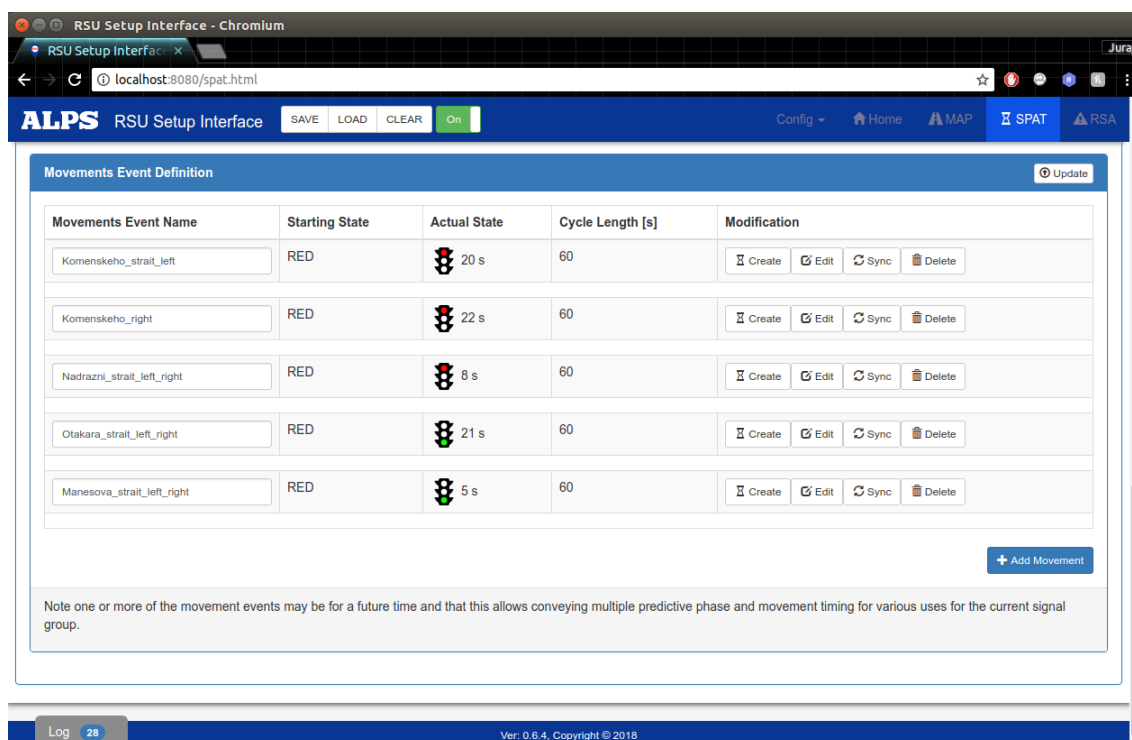 RSU Setup Interface - Chromium
RSU Setup Interfac
Jura
localhost:8080/spat.html
ALPS RSU Setup Interface SAVE LOAD CLEAR On Config Home MAP SPAT RSA
Movements Event Definition Update
Movements Event Name Starting State Actual State Cycle Length [s] Modification
Komenskeho_strait_left RED 20 s 60 Create Edit Sync Delete
Komenskeho_right RED 22 s 60 Create Edit Sync Delete
Nadrazni_strait_left_right RED 8 s 60 Create Edit Sync Delete
Otakara_strait_left_right RED 21 s 60 Create Edit Sync Delete
Manesova_strait_left_right RED 5 s 60 Create Edit Sync Delete
+ Add Movement
Note one or more of the movement events may be for a future time and that this allows conveying multiple predictive phase and movement timing for various uses for the current signal
group.
Log 28
Ver: 0.6.4, Copyright © 2018